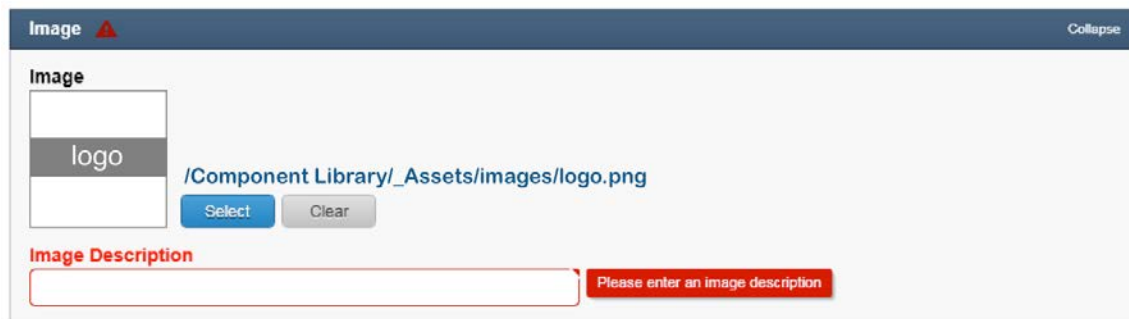 Image
Collapse
Image
logo
/Component Library/_Assets/images/logo.png
Select
Clear
Image Description
Please enter an image description